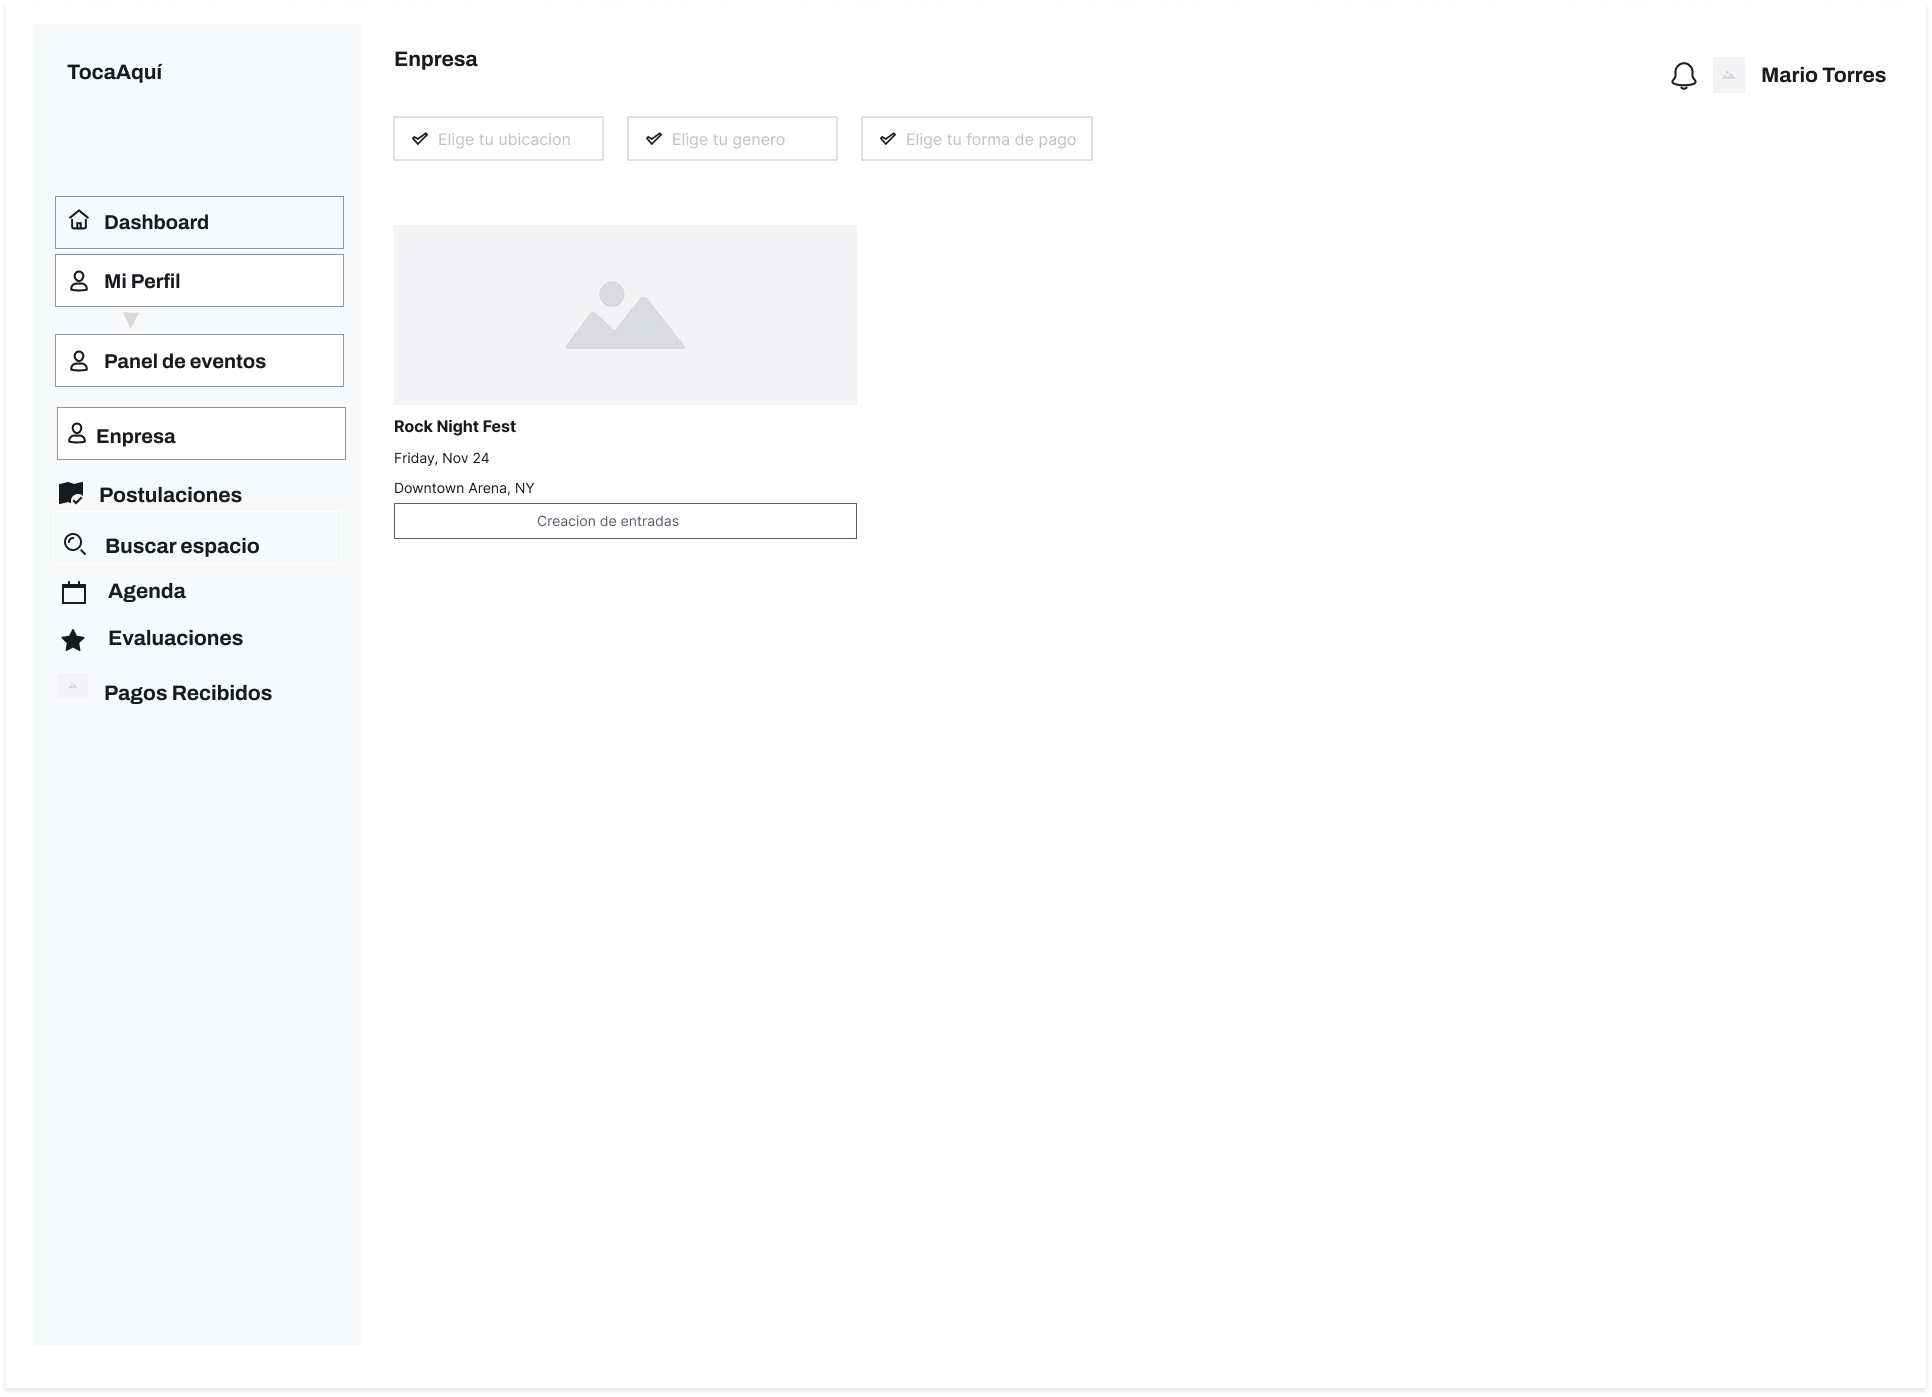 TocaAquí
Dashboard
Mi Perfil
Panel de eventos
Enpresa
Postulaciones
Buscar espacio
Agenda
Evaluaciones
Pagos Recibidos
Enpresa
Mario Torres
Elige tu ubicacion
Elige tu genero
Elige tu forma de pago
Rock Night Fest
Friday, Nov 24
Downtown Arena, NY
Creacion de entradas